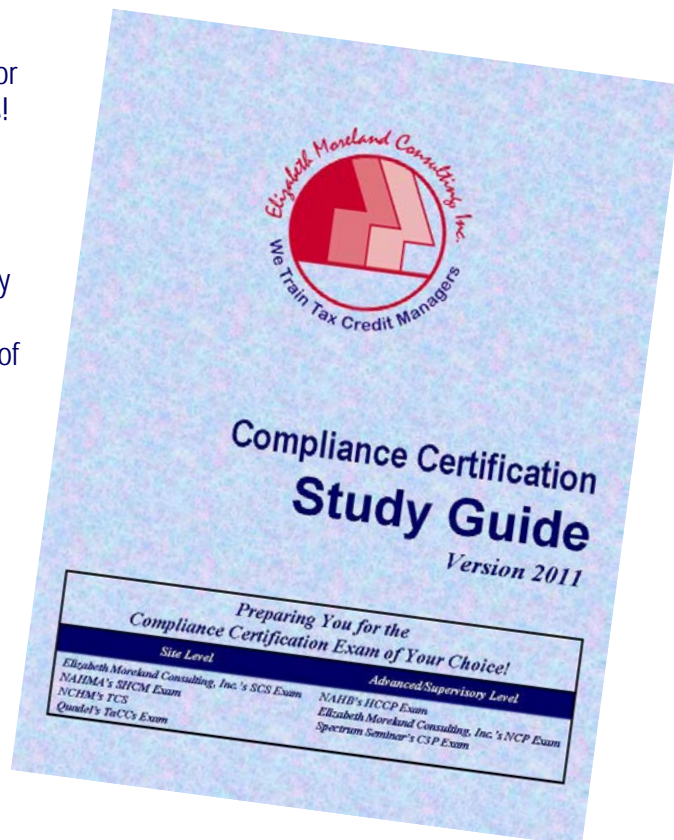 or
!
y
of
Elizabeth Moreland Consulting, Inc.
We Train Tax Credit Managers
Compliance Certification
Study Guide
Version 2011
Preparing You for the
Compliance Certification Exam of Your Choice!
Site Level
Elizabeth Moreland Consulting, Inc.'s SCS Exam
NAHMA's SHCM Exam
NCHM's TCS
Quadel's TaCCs Exam
Advanced/Supervisory Level
NAHB's HCCP Exam
Elizabeth Moreland Consulting, Inc.'s NCP Exam
Spectrum Seminar's C3P Exam